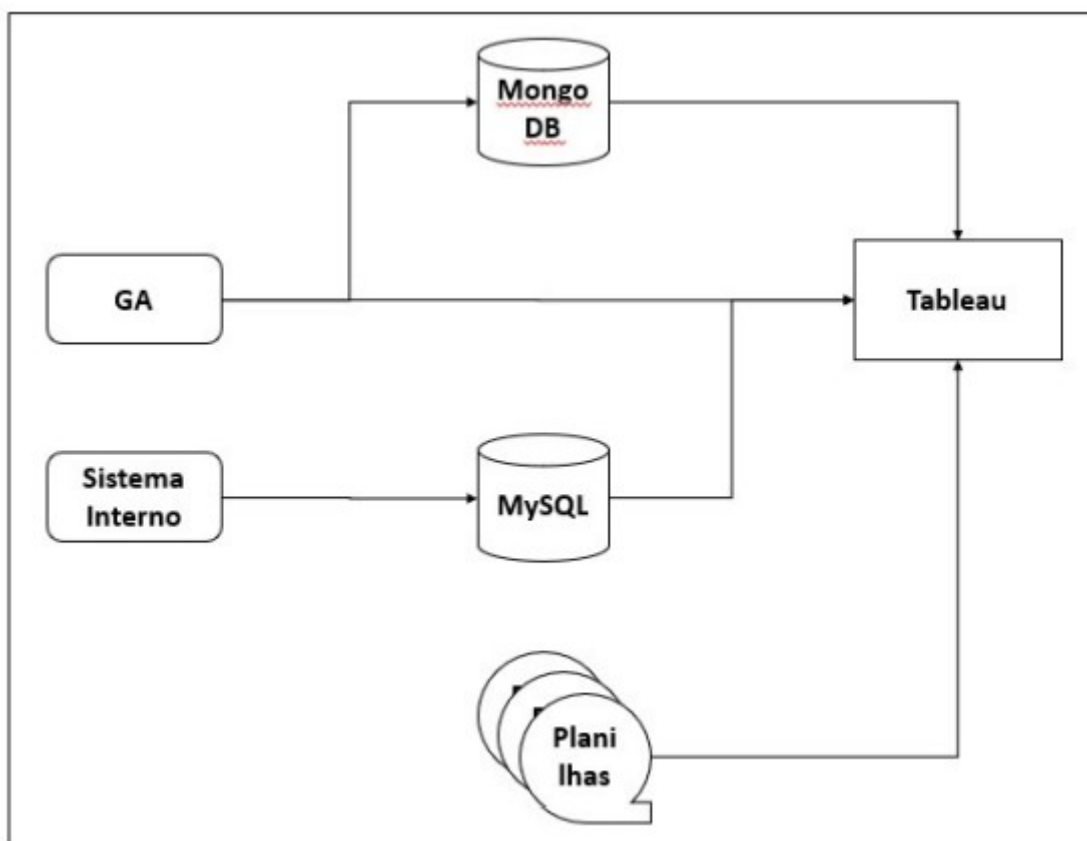 Mongo
DB
GA
Tableau
Sistema
Interno
MySQL
Plani
lhas